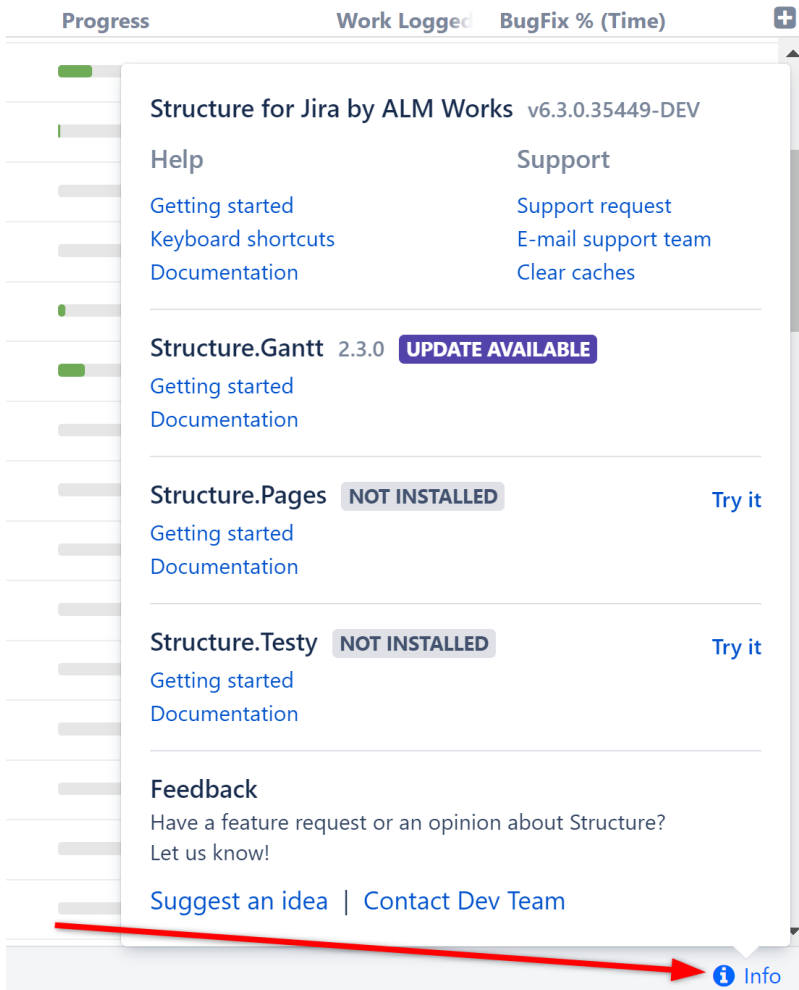 Progress Work Logged BugFix % (Time)
Structure for Jira by ALM Works v6.3.0.35449-DEV
Help Support
Getting started Support request
Keyboard shortcuts E-mail support team
Documentation Clear caches
Structure.Gantt 2.3.0 UPDATE AVAILABLE
Getting started
Documentation
Structure.Pages NOT INSTALLED Try it
Getting started
Documentation
Structure.Testy NOT INSTALLED Try it
Getting started
Documentation
Feedback
Have a feature request or an opinion about Structure?
Let us know!
Suggest an idea | Contact Dev Team
Info